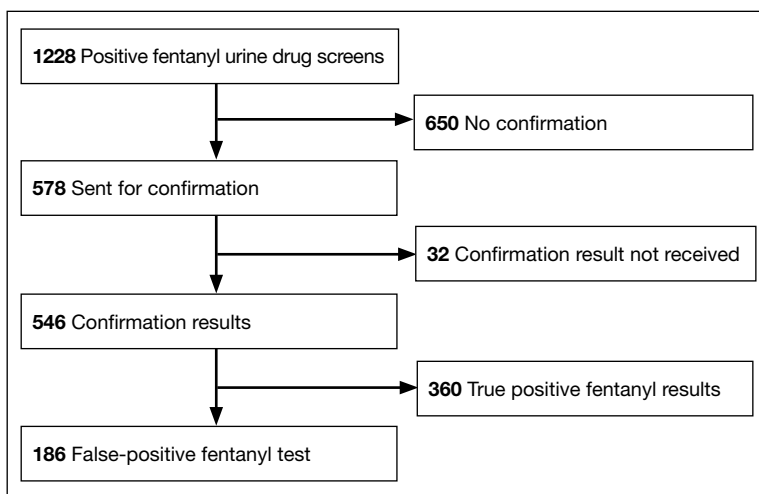 1228 Positive fentanyl urine drug screens
650 No confirmation
578 Sent for confirmation
32 Confirmation result not received
546 Confirmation results
360 True positive fentanyl results
186 False-positive fentanyl test